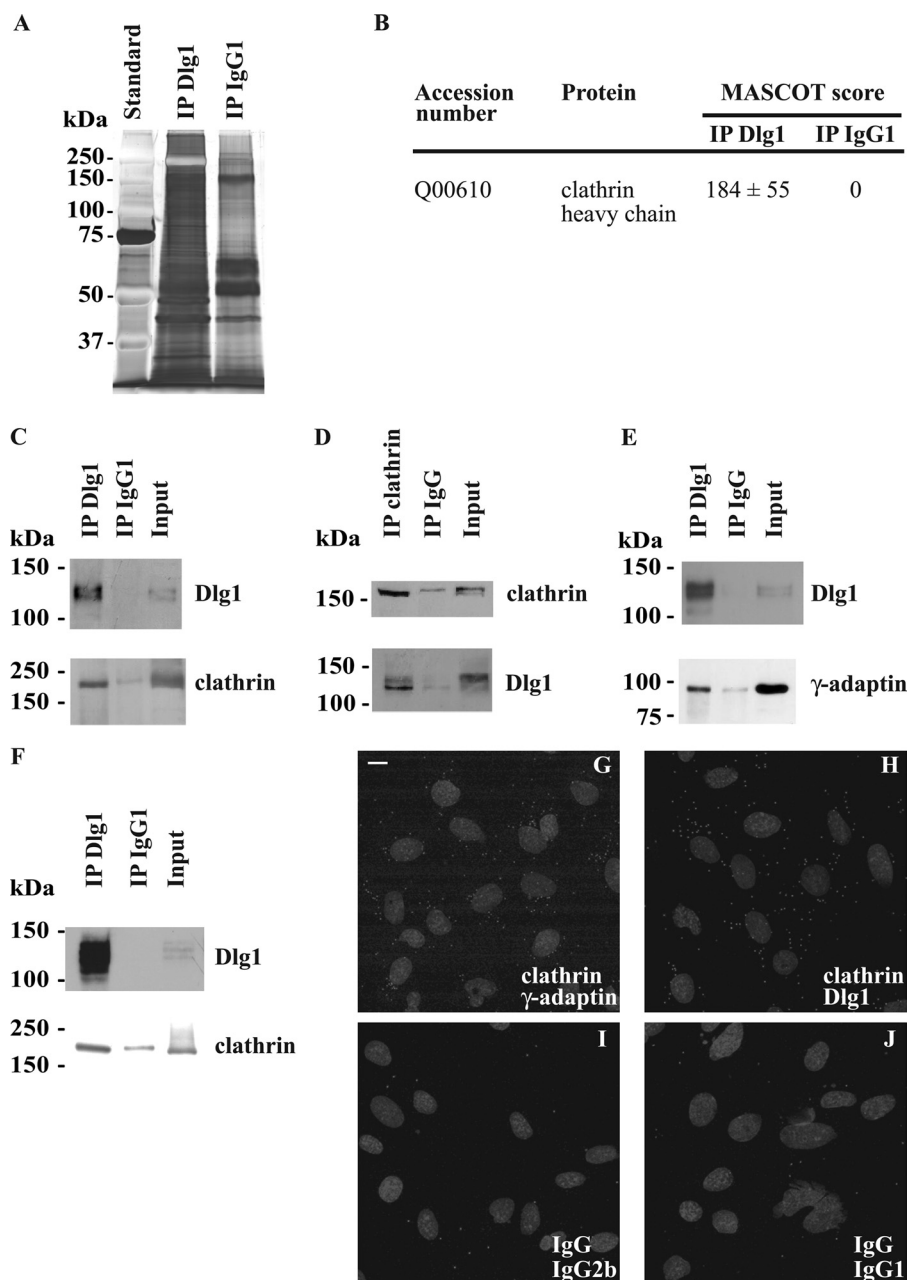 A
Standard
IP Dlg1
IP IgG1
kDa
250 -
150 -
100 -
75 -
50 -
37 -
B
Accession number
Protein
MASCOT score
IP Dlg1
IP IgG1
Q00610
clathrin heavy chain
184 ± 55
0
C
IP Dlg1
IP IgG1
Input
kDa
150 -
100 -
Dlg1
250 -
150 -
clathrin
D
IP clathrin
IP IgG
Input
kDa
150 -
clathrin
150 -
100 -
Dlg1
E
IP Dlg1
IP IgG
Input
kDa
150 -
100 -
Dlg1
100 -
75 -
γ-adaptin
F
IP Dlg1
IP IgG1
Input
kDa
150 -
100 -
Dlg1
250 -
150 -
clathrin
G
clathrin
γ-adaptin
H
clathrin
Dlg1
I
IgG
IgG2b
J
IgG
IgG1